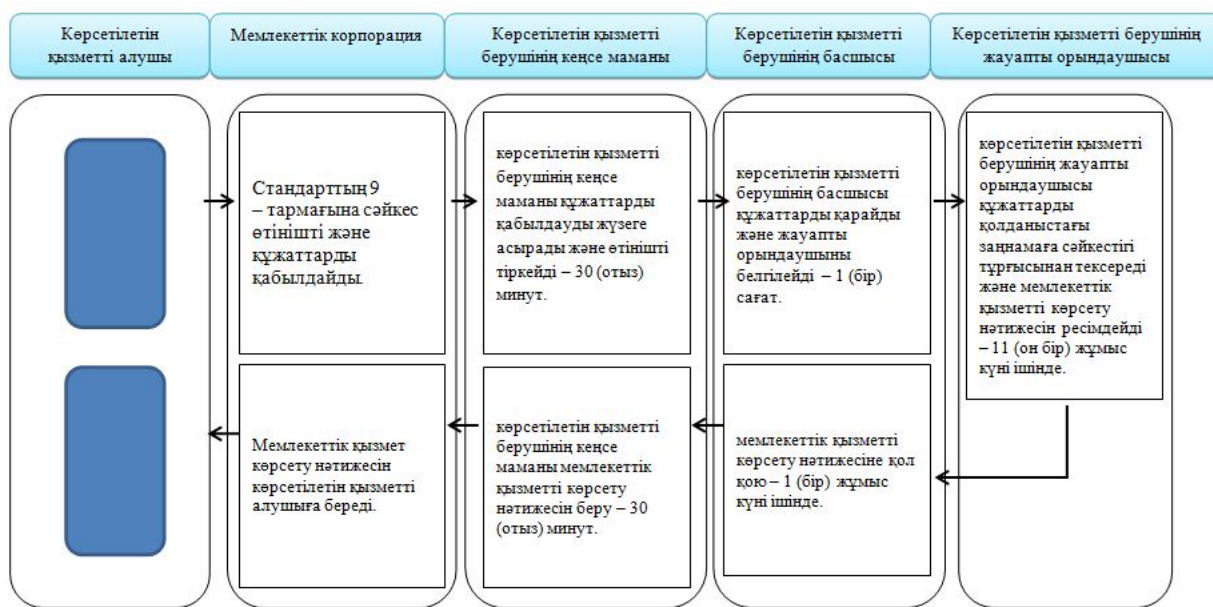 Көрсетілетін
қызметті алушы
Мемлекеттік корпорация
Көрсетілетін қызметті
берушінің кеңсе маманы
Көрсетілетін қызметті
берушінің басшысы
Көрсетілетін қызметті берушінің
жауапты орындаушысы
Стандарттың 9
– тармағына сәйкес
өтінішті және
құжаттарды
қабылдайды.
көрсетілетін қызметті
берушінің кеңсе
маманы құжаттарды
қабылдауды жүзеге
асырады және өтінішті
тіркейді – 30 (отыз)
минут.
көрсетілетін қызметті
берушінің басшысы
құжаттарды қарайды
және жауапты
орындаушыны
белгілейді – 1 (бір)
сағат.
көрсетілетін қызметті
берушінің жауапты
орындаушысы
құжаттарды
қолданыстағы
заңнамаға сәйкестігі
тұрғысынан тексереді
және мемлекеттік
қызметті көрсету
нәтижесін ресімдейді
– 11 (он бір) жұмыс
күні ішінде.
Мемлекеттік қызмет
көрсету нәтижесін
көрсетілетін қызметті
алушыға береді.
көрсетілетін қызметті
берушінің кеңсе
маманы мемлекеттік
қызметті көрсету
нәтижесін беру – 30
(отыз) минут.
мемлекеттік қызметті
көрсету нәтижесіне қол
қою – 1 (бір) жұмыс
күні ішінде.